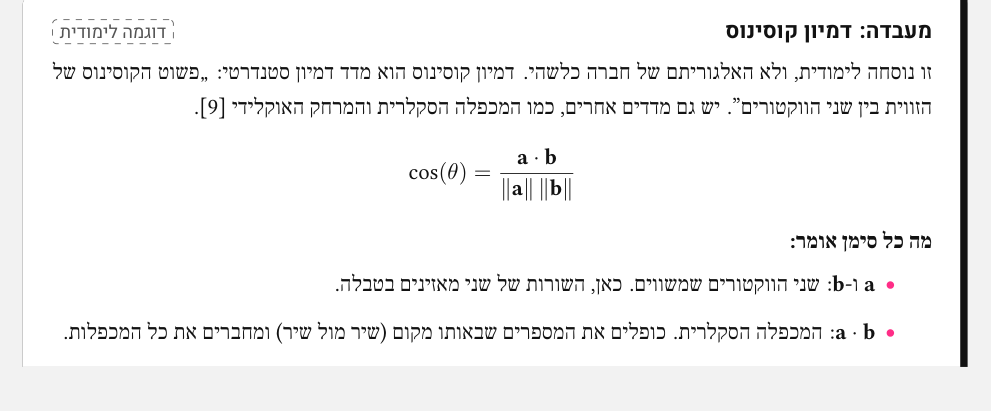 מעבדה: דמיון קוסינוס
דוגמה לימודית
זו נוסחה לימודית, ולא האלגוריתם של חברה כלשהי. דמיון קוסינוס הוא מדד דמיון סטנדרטי: „פשוט הקוסינוס של
הזווית בין שני הווקטורים”. יש גם מדדים אחרים, כמו המכפלה הסקלרית והמרחק האוקלידי [9].
cos(θ) = a · b / ‖a‖ ‖b‖
מה כל סימן אומר:
• a ו-b: שני הווקטורים שמשווים. כאן, השורות של שני מאזינים בטבלה.
• a · b: המכפלה הסקלרית. כופלים את המספרים שבאותו מקום (שיר מול שיר) ומחברים את כל המכפלות.